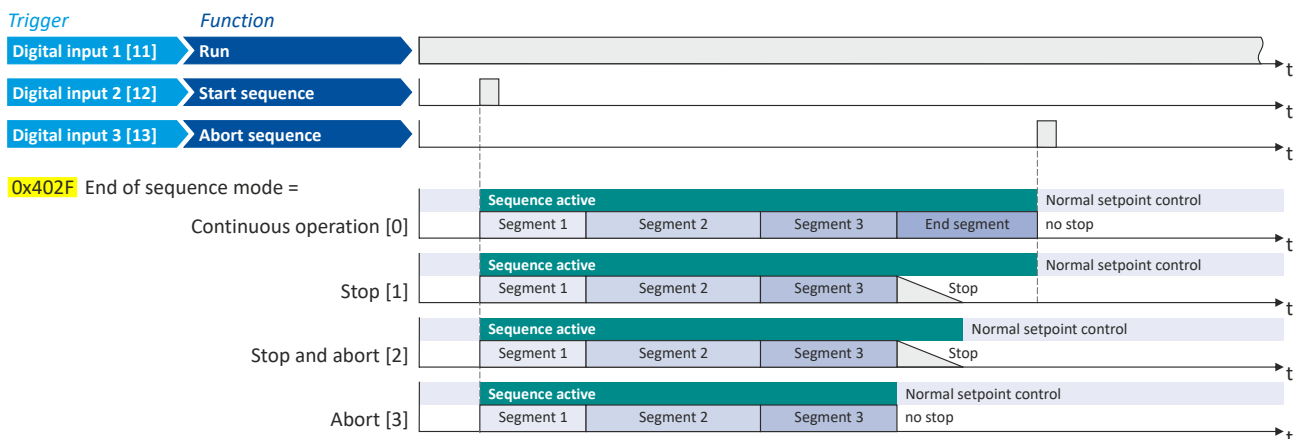 Trigger Function
Digital input 1 [11] Run
t
Digital input 2 [12] Start sequence
t
Digital input 3 [13] Abort sequence
t
0x402F End of sequence mode =
Sequence active Normal setpoint control
Continuous operation [0] Segment 1 Segment 2 Segment 3 End segment no stop
t
Sequence active Normal setpoint control
Stop [1] Segment 1 Segment 2 Segment 3 Stop
t
Sequence active Normal setpoint control
Stop and abort [2] Segment 1 Segment 2 Segment 3 Stop
t
Sequence active Normal setpoint control
Abort [3] Segment 1 Segment 2 Segment 3 no stop
t